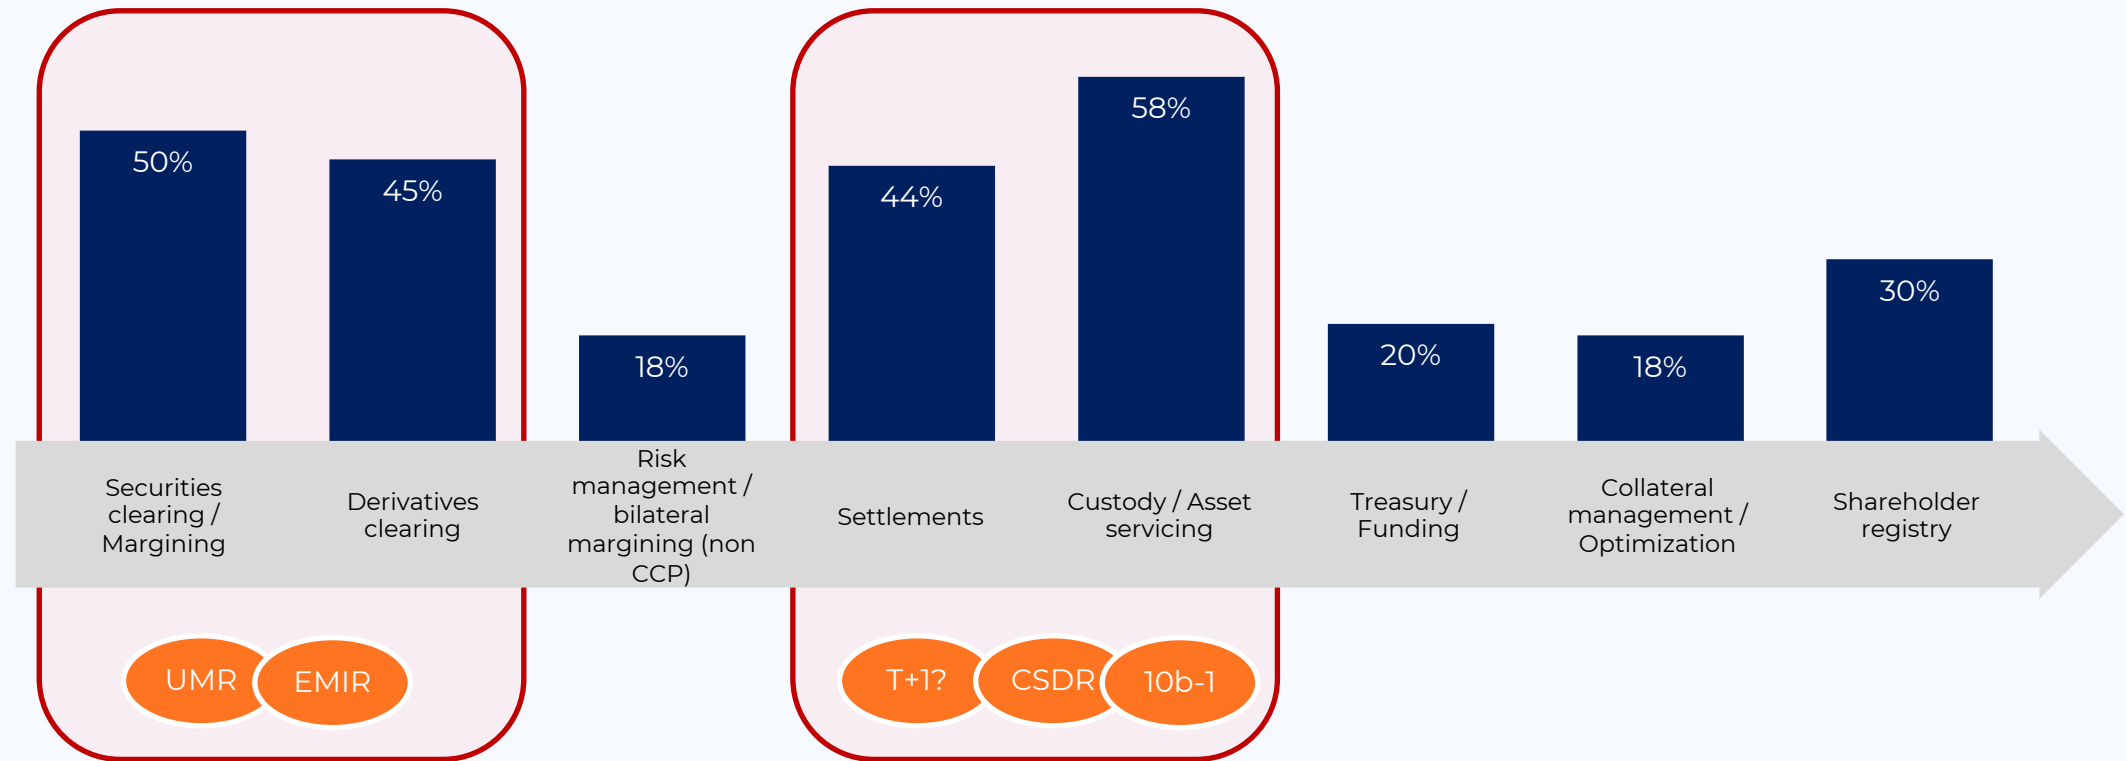 50%
45%
18%
44%
58%
20%
18%
30%
Securities
clearing /
Margining
Derivatives
clearing
Risk
management /
bilateral
margining (non
CCP)
Settlements
Custody / Asset
servicing
Treasury /
Funding
Collateral
management /
Optimization
Shareholder
registry
UMR
EMIR
T+1?
CSDR
10b-1